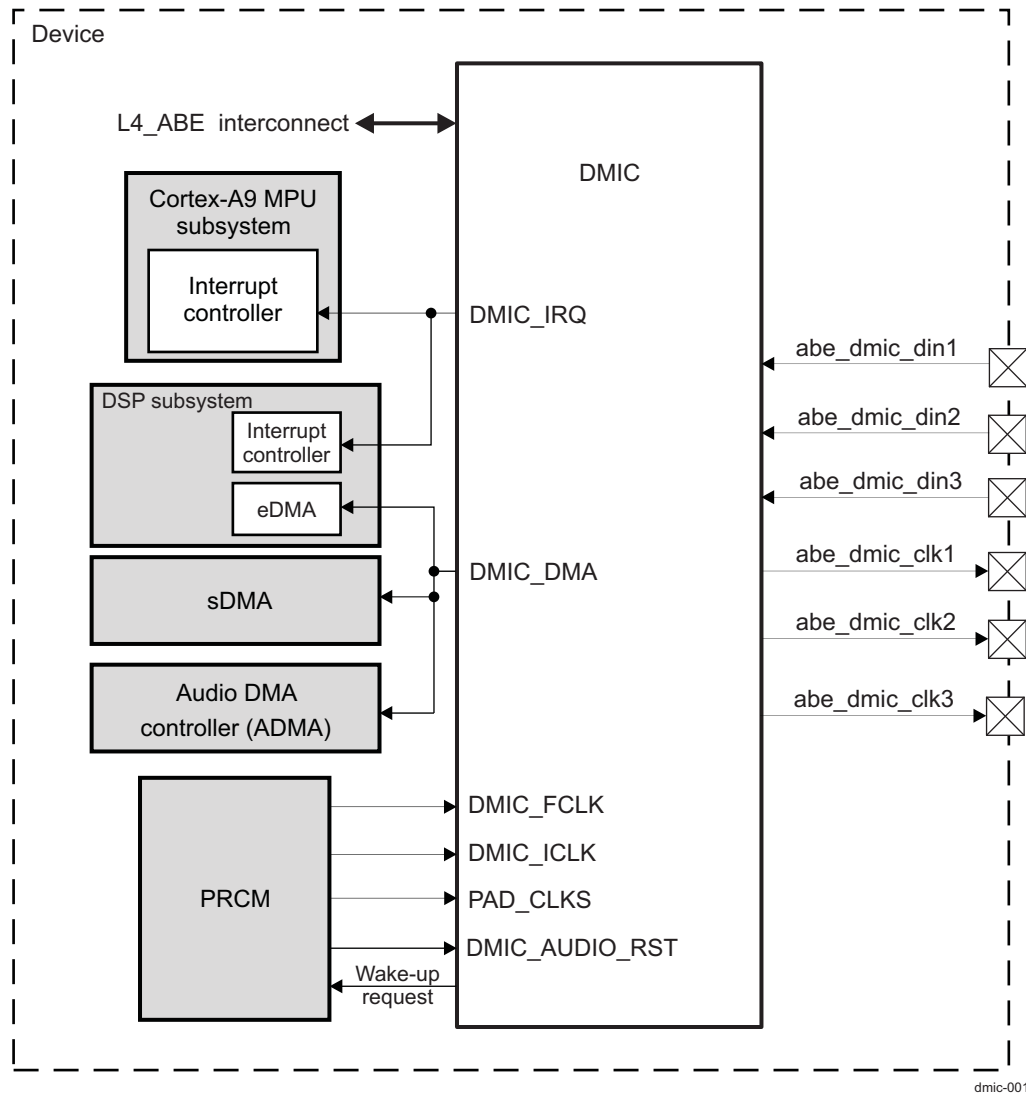 Device
L4_ABE interconnect
DMIC
Cortex-A9 MPU
subsystem
Interrupt
controller
DMIC_IRQ
abe_dmic_din1
DSP subsystem
Interrupt
controller
abe_dmic_din2
eDMA
abe_dmic_din3
DMIC_DMA
abe_dmic_clk1
sDMA
abe_dmic_clk2
Audio DMA
controller (ADMA)
abe_dmic_clk3
PRCM
DMIC_FCLK
DMIC_ICLK
PAD_CLKS
DMIC_AUDIO_RST
Wake-up
request
dmic-001